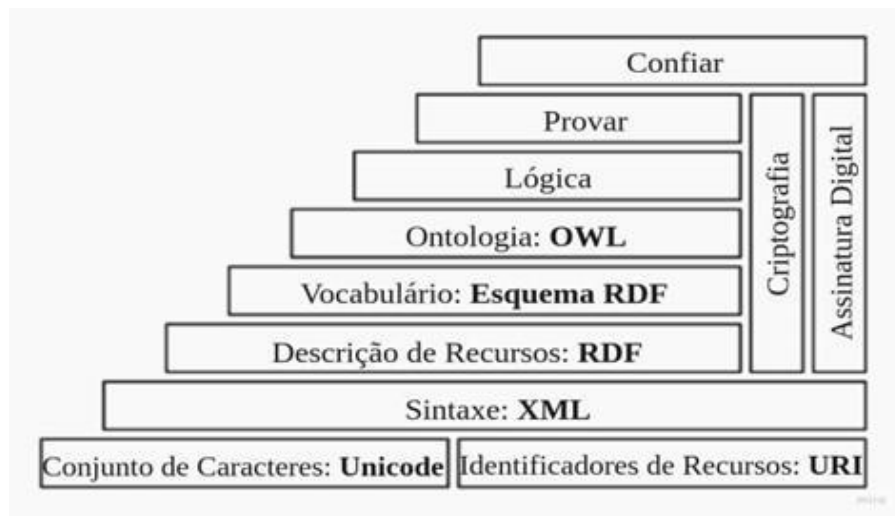 Confiar
Provar
Lógica
Ontologia: OWL
Vocabulário: Esquema RDF
Descrição de Recursos: RDF
Criptografia
Assinatura Digital
Sintaxe: XML
Conjunto de Caracteres: Unicode
Identificadores de Recursos: URI
miro